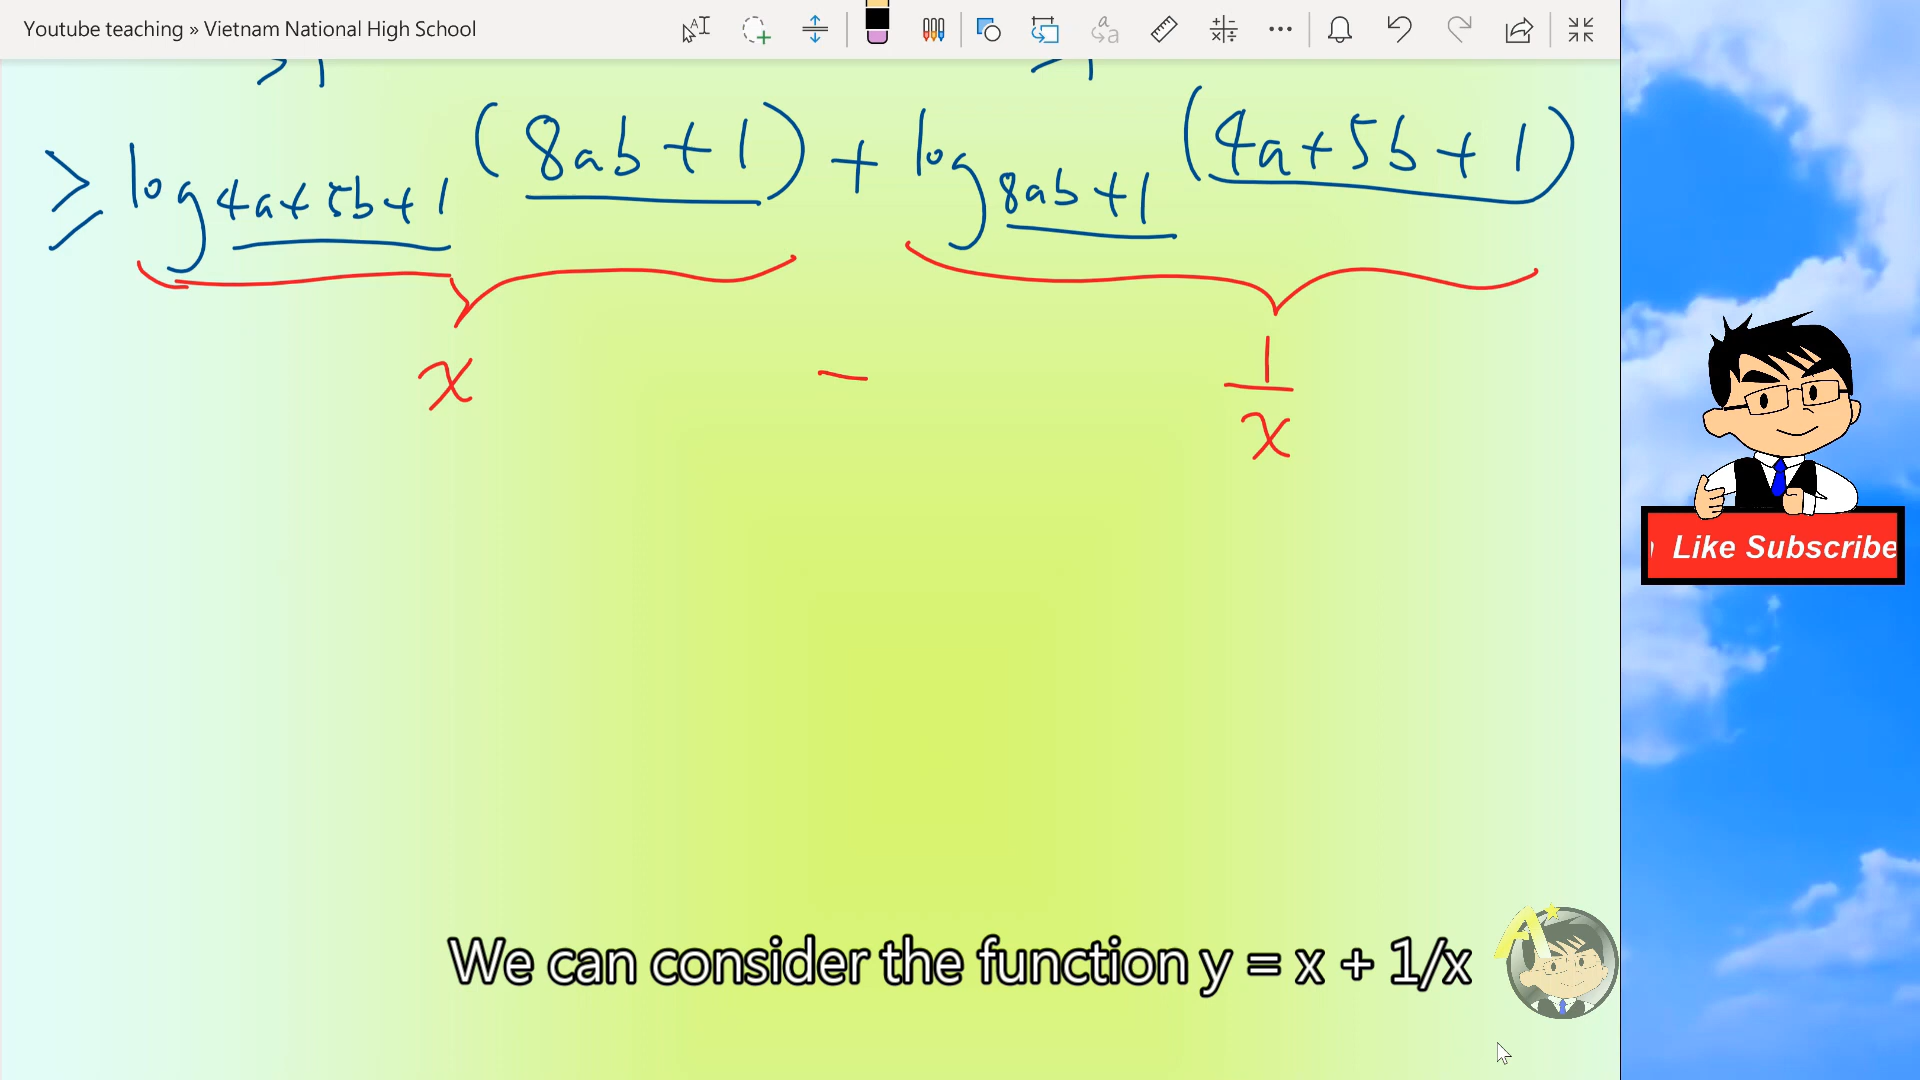 Youtube teaching » Vietnam National High School
≥ log_{4a+5b+1} (8ab+1) + log_{8ab+1} (4a+5b+1)
x − 1/x
Like Subscribe
We can consider the function y = x + 1/x
A